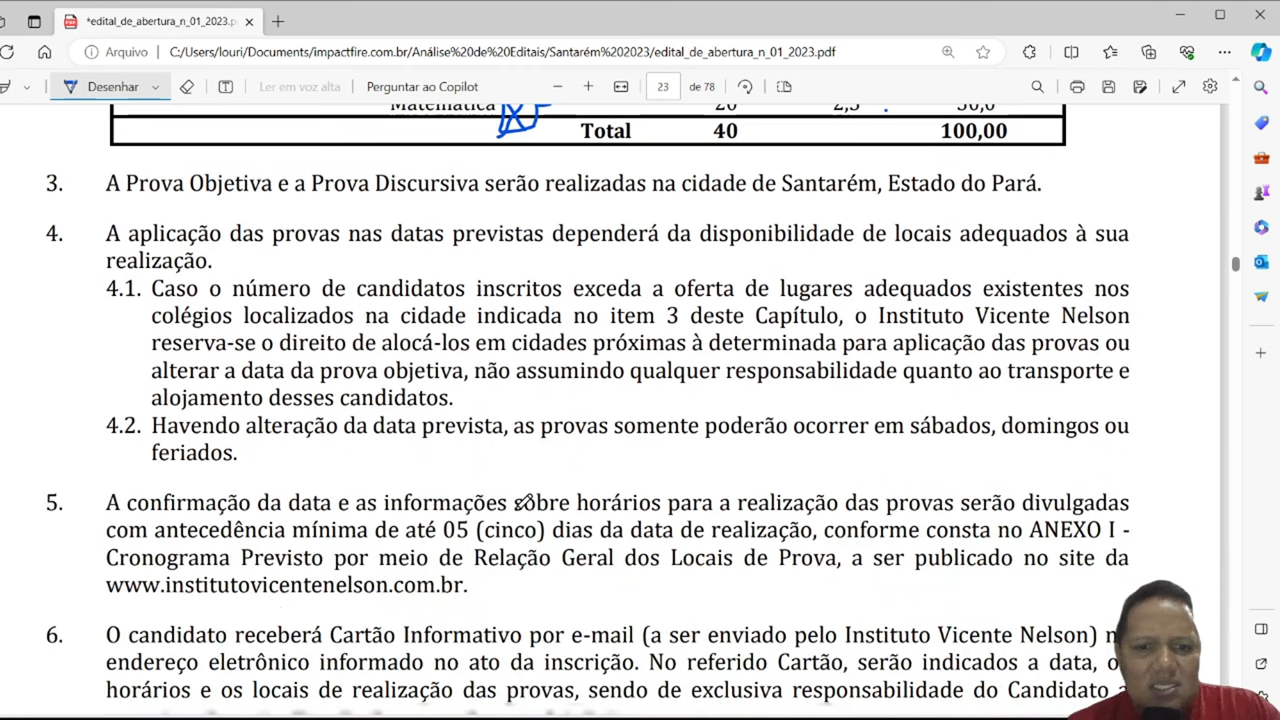 *edital_de_abertura_n_01_2023.p
Arquivo C:/Users/louri/Documents/impactfire.com.br/Análise%20de%20Editais/Santarém%202023/edital_de_abertura_n_01_2023.pdf
Desenhar Ler em voz alta Perguntar ao Copilot 23 de 78
Matemática 20 2,5 50,0
Total 40 100,00
3. A Prova Objetiva e a Prova Discursiva serão realizadas na cidade de Santarém, Estado do Pará.
4. A aplicação das provas nas datas previstas dependerá da disponibilidade de locais adequados à sua
realização.
4.1. Caso o número de candidatos inscritos exceda a oferta de lugares adequados existentes nos
colégios localizados na cidade indicada no item 3 deste Capítulo, o Instituto Vicente Nelson
reserva-se o direito de alocá-los em cidades próximas à determinada para aplicação das provas ou
alterar a data da prova objetiva, não assumindo qualquer responsabilidade quanto ao transporte e
alojamento desses candidatos.
4.2. Havendo alteração da data prevista, as provas somente poderão ocorrer em sábados, domingos ou
feriados.
5. A confirmação da data e as informações sobre horários para a realização das provas serão divulgadas
com antecedência mínima de até 05 (cinco) dias da data de realização, conforme consta no ANEXO I -
Cronograma Previsto por meio de Relação Geral dos Locais de Prova, a ser publicado no site da
www.institutovicentenelson.com.br.
6. O candidato receberá Cartão Informativo por e-mail (a ser enviado pelo Instituto Vicente Nelson)
endereço eletrônico informado no ato da inscrição. No referido Cartão, serão indicados a data, o
horários e os locais de realização das provas, sendo de exclusiva responsabilidade do Candidato